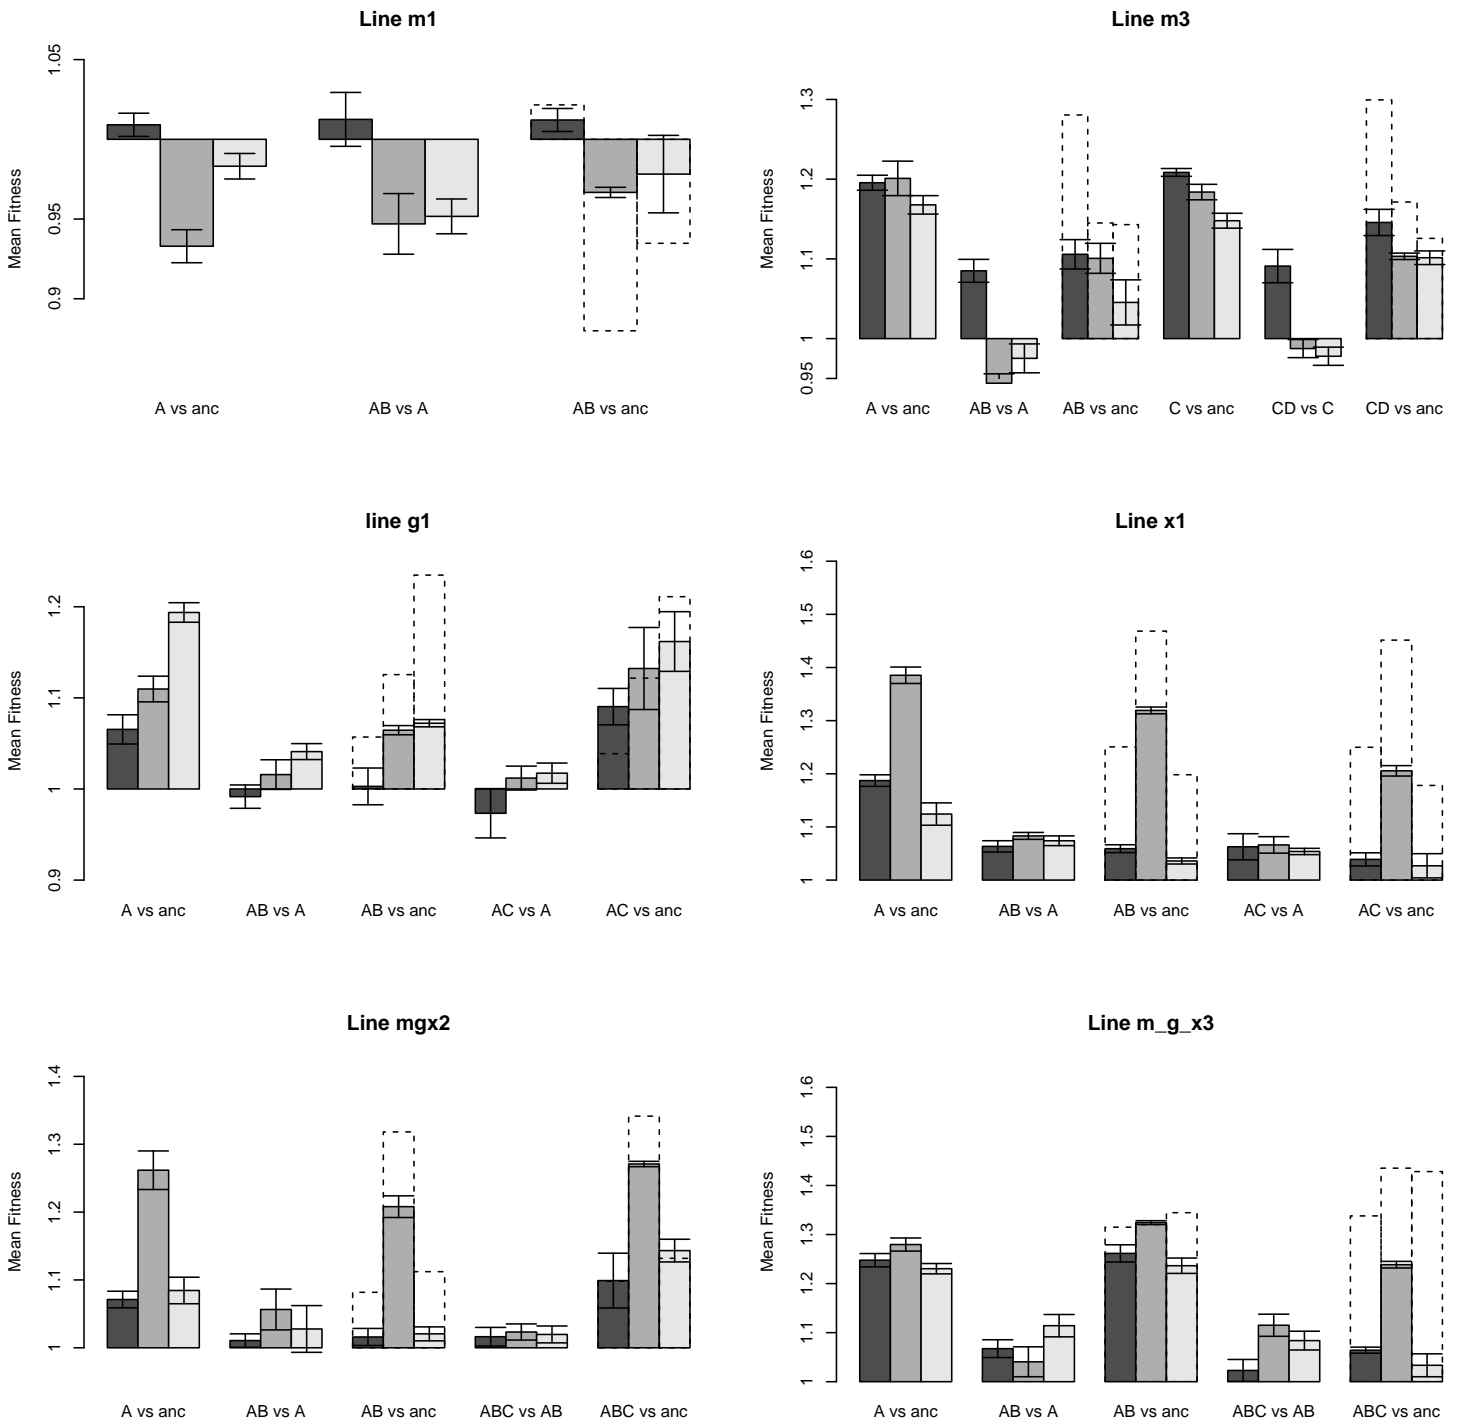 Line m1
Mean Fitness
1.05
0.95
0.9
A vs anc
AB vs A
AB vs anc
Line m3
Mean Fitness
1.3
1.2
1.1
1
0.95
A vs anc
AB vs A
AB vs anc
C vs anc
CD vs C
CD vs anc
line g1
Mean Fitness
1.2
1.1
1
0.9
A vs anc
AB vs A
AB vs anc
AC vs A
AC vs anc
Line x1
Mean Fitness
1.6
1.5
1.4
1.3
1.2
1.1
1
A vs anc
AB vs A
AB vs anc
AC vs A
AC vs anc
Line mgx2
Mean Fitness
1.4
1.3
1.2
1.1
1
A vs anc
AB vs A
AB vs anc
ABC vs AB
ABC vs anc
Line m_g_x3
Mean Fitness
1.6
1.5
1.4
1.3
1.2
1.1
1
A vs anc
AB vs A
AB vs anc
ABC vs AB
ABC vs anc